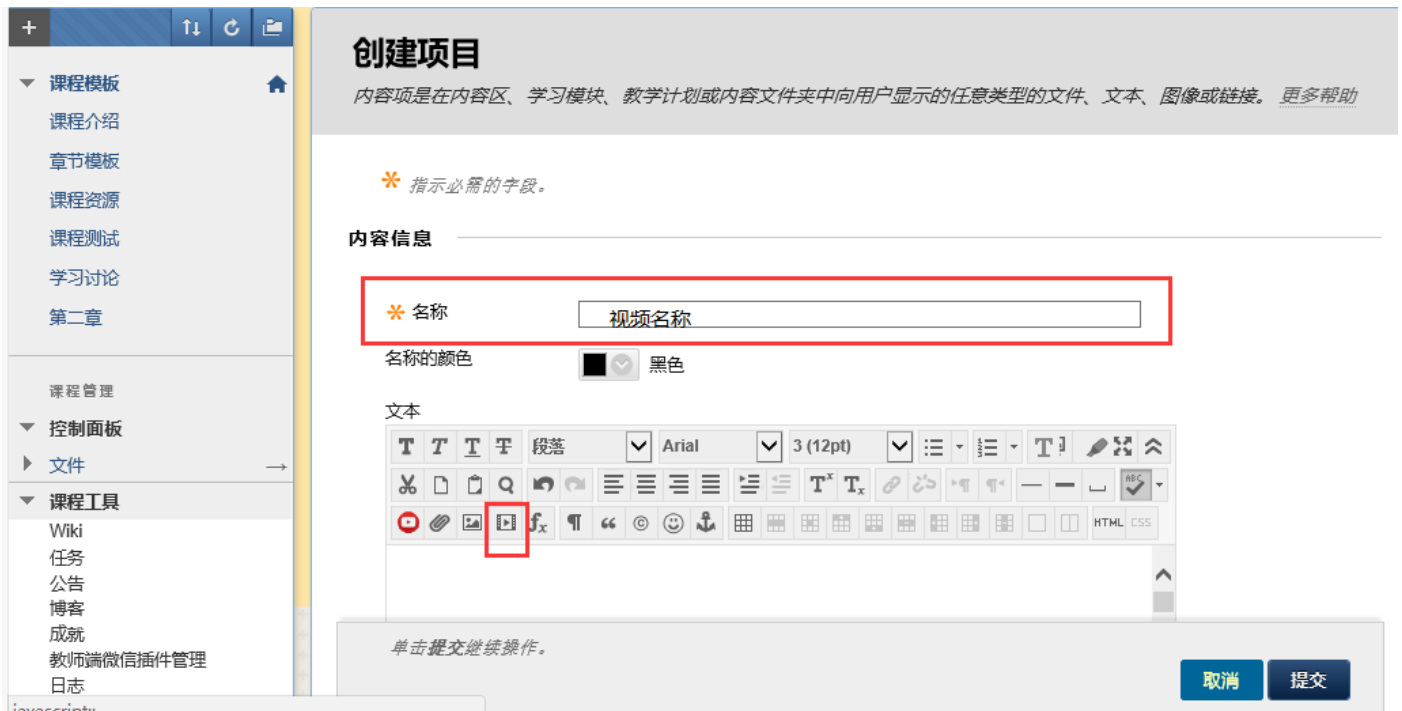 创建项目
内容项是在内容区、学习模块、教学计划或内容文件夹中向用户显示的任意类型的文件、文本、图像或链接。 更多帮助
课程模板
课程介绍
章节模板
课程资源
课程测试
学习讨论
第二章
课程管理
控制面板
文件
课程工具
Wiki
任务
公告
博客
成就
教师端微信插件管理
日志
指示必需的字段。
内容信息
名称 视频名称
名称的颜色 黑色
文本
T T T T 段落 Arial 3 (12pt)
ABC
HTML CSS
单击提交继续操作。
取消 提交